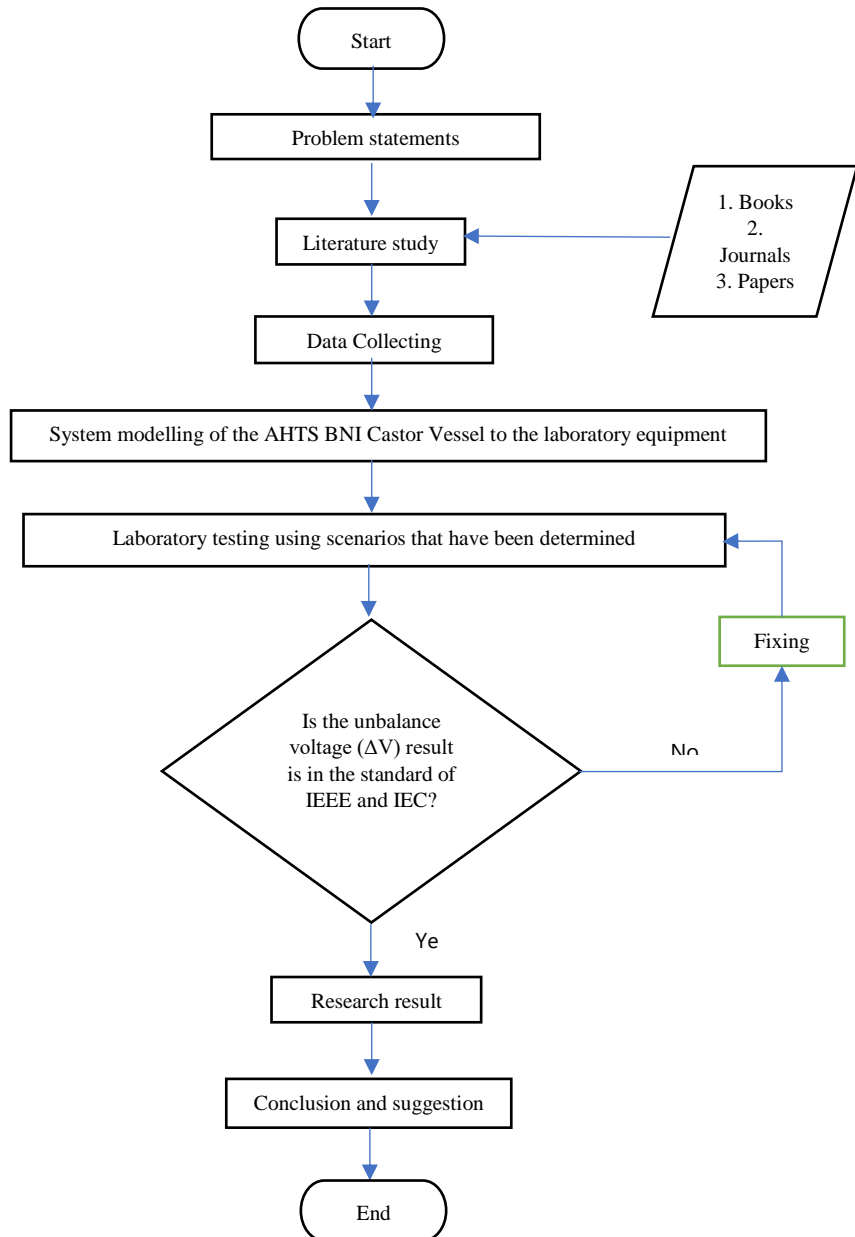 Start
Problem statements
Literature study
1. Books
2.
Journals
3. Papers
Data Collecting
System modelling of the AHTS BNI Castor Vessel to the laboratory equipment
Laboratory testing using scenarios that have been determined
Fixing
Is the unbalance
voltage (ΔV) result
is in the standard of
IEEE and IEC?
No
Ye
Research result
Conclusion and suggestion
End